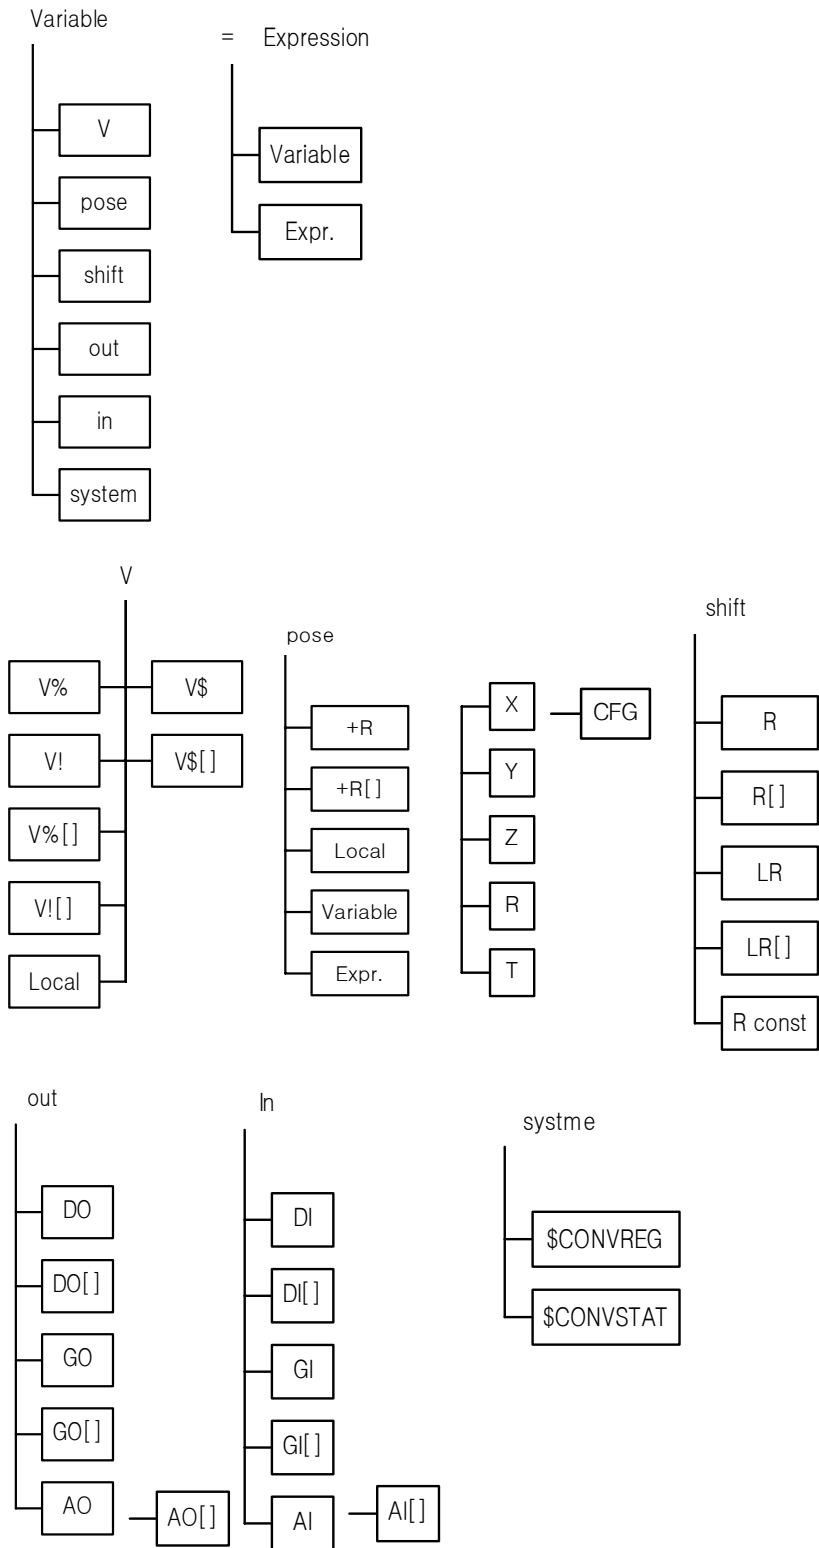 Variable
V
pose
shift
out
in
system
= Expression
Variable
Expr.
V
V%
V!
V%[ ]
V![ ]
Local
V$
V$[ ]
pose
+R
+R[ ]
Local
Variable
Expr.
X
Y
Z
R
T
CFG
shift
R
R[ ]
LR
LR[ ]
R const
out
DO
DO[ ]
GO
GO[ ]
AO
AO[ ]
In
DI
DI[ ]
GI
GI[ ]
AI
AI[ ]
systme
$CONVREG
$CONVSTAT